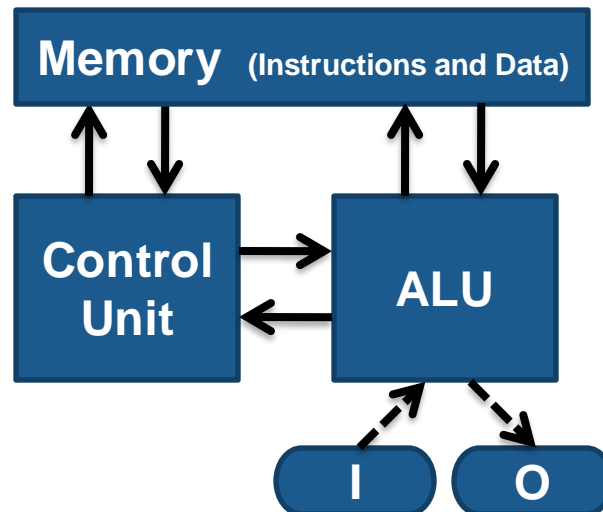 Memory (Instructions and Data)
Control
Unit
ALU
I
O